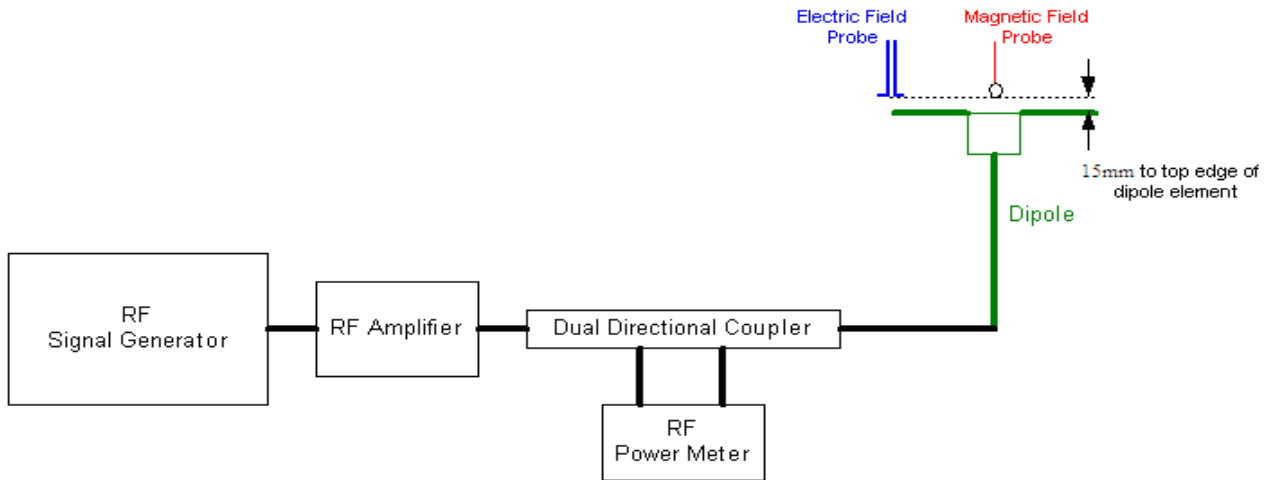 Electric Field
Probe
Magnetic Field
Probe
15mm to top edge of
dipole element
Dipole
RF
Signal Generator
RF Amplifier
Dual Directional Coupler
RF
Power Meter